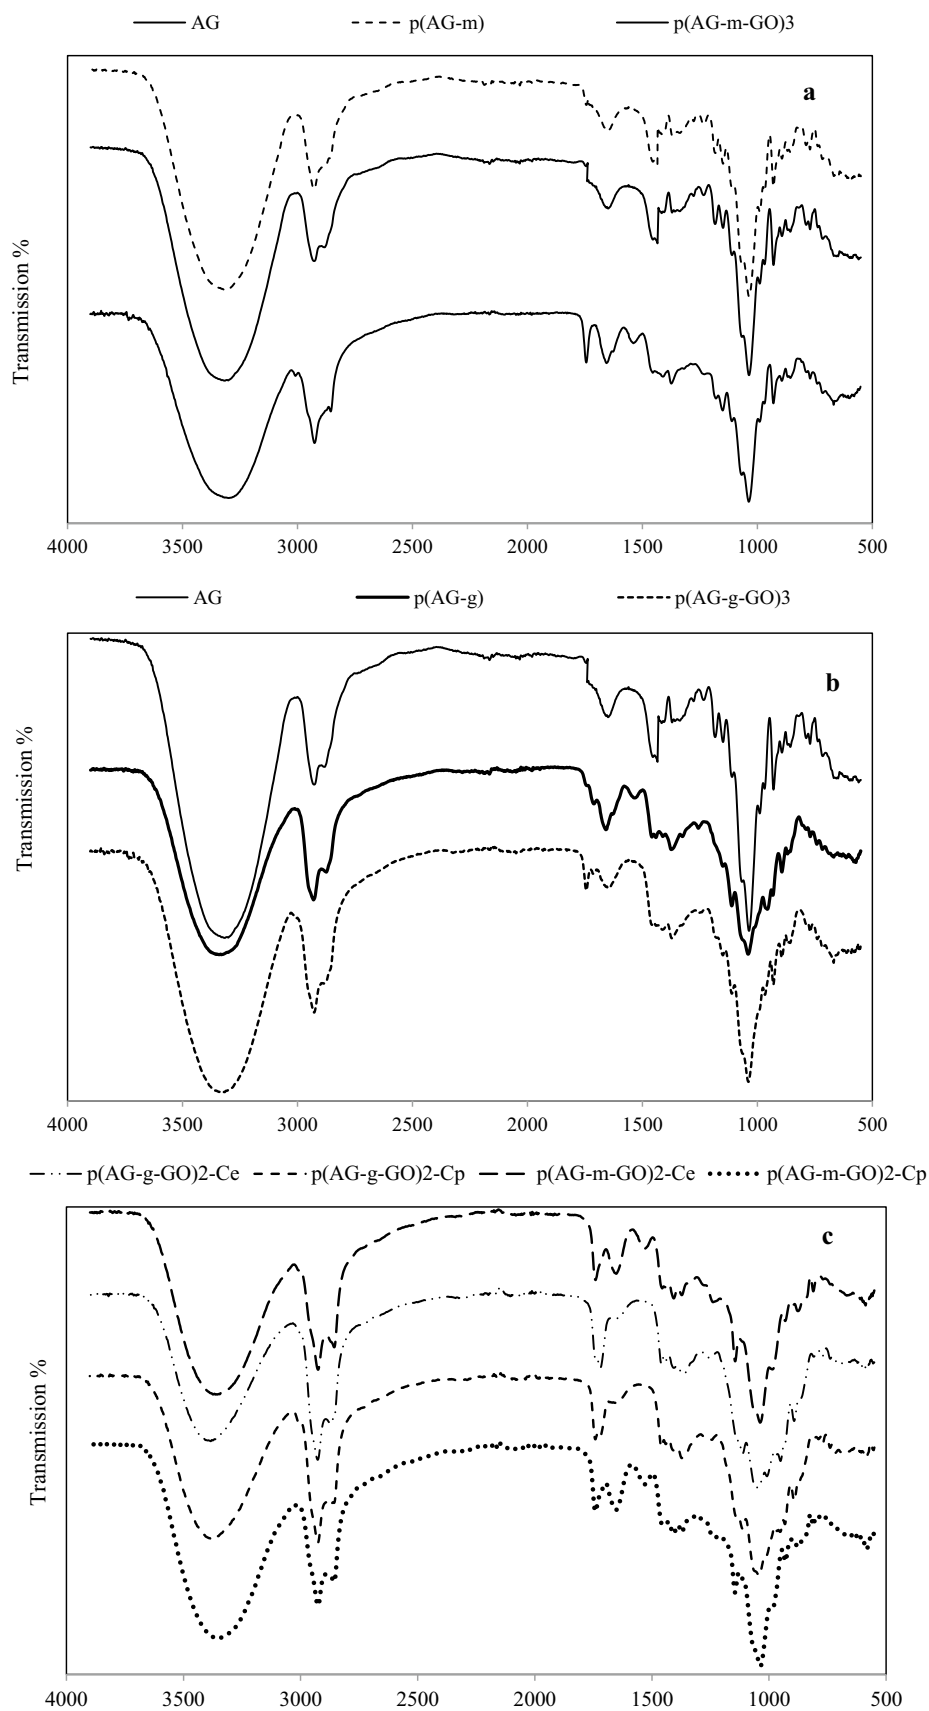 AG p(AG-m) p(AG-m-GO)3
a
Transmission %
4000 3500 3000 2500 2000 1500 1000 500
AG p(AG-g) p(AG-g-GO)3
b
Transmission %
4000 3500 3000 2500 2000 1500 1000 500
p(AG-g-GO)2-Ce p(AG-g-GO)2-Cp p(AG-m-GO)2-Ce p(AG-m-GO)2-Cp
c
Transmission %
4000 3500 3000 2500 2000 1500 1000 500